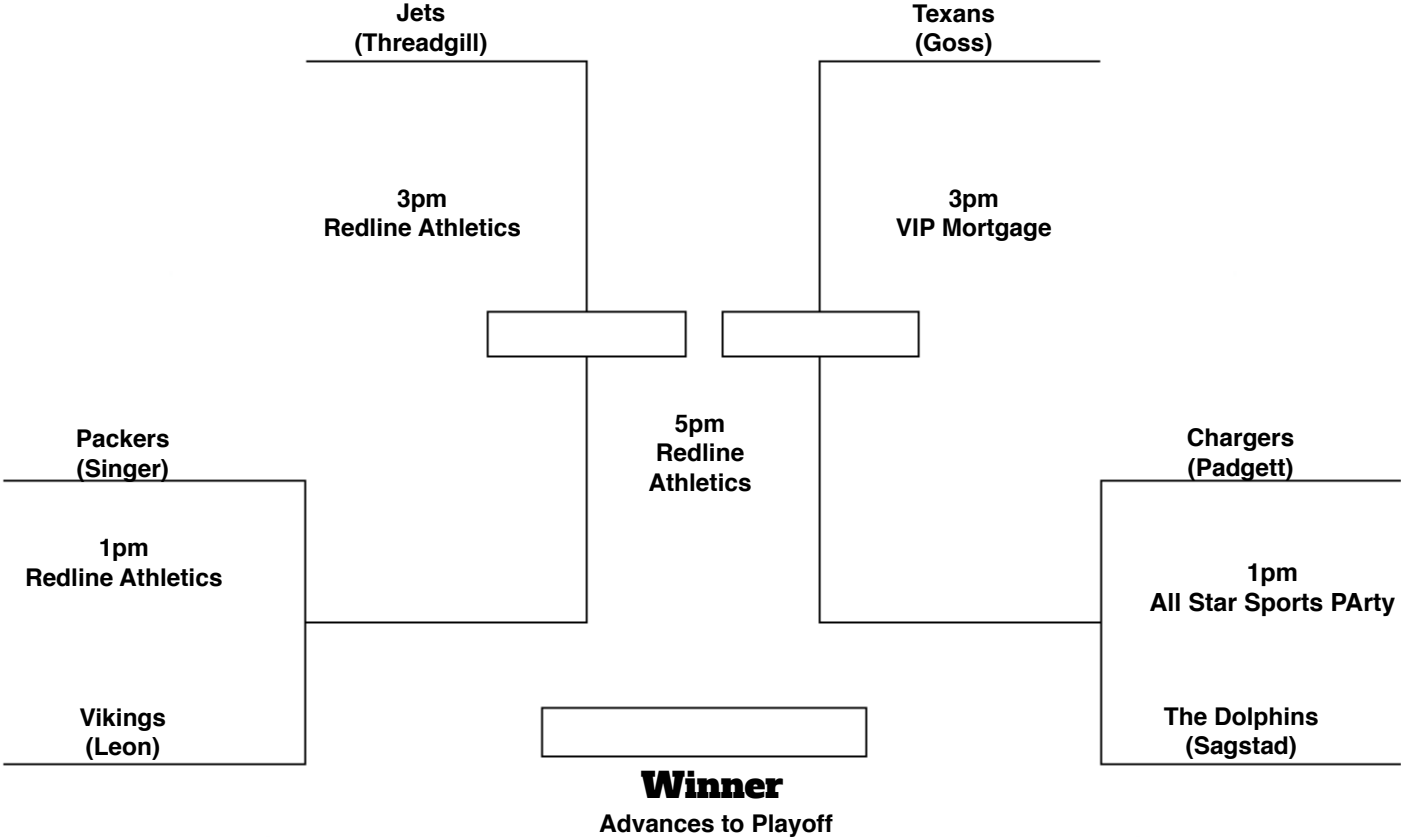 Jets
(Threadgill)
Texans
(Goss)
3pm
Redline Athletics
3pm
VIP Mortgage
5pm
Redline
Athletics
Packers
(Singer)
Chargers
(Padgett)
1pm
Redline Athletics
1pm
All Star Sports PArty
Vikings
(Leon)
The Dolphins
(Sagstad)
Winner
Advances to Playoff